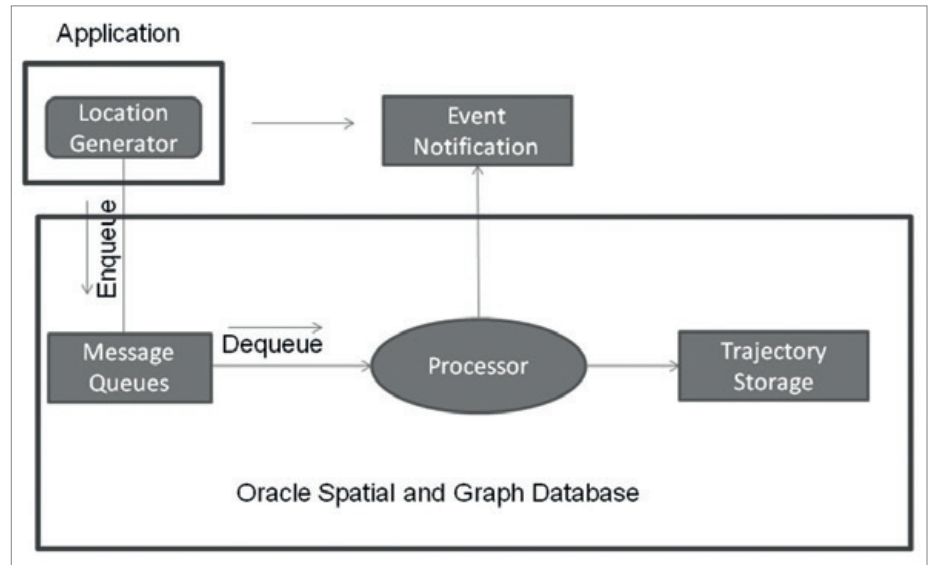 Application
Location
Generator
Event
Notification
Enqueue
Message
Queues
Dequeue
Processor
Trajectory
Storage
Oracle Spatial and Graph Database